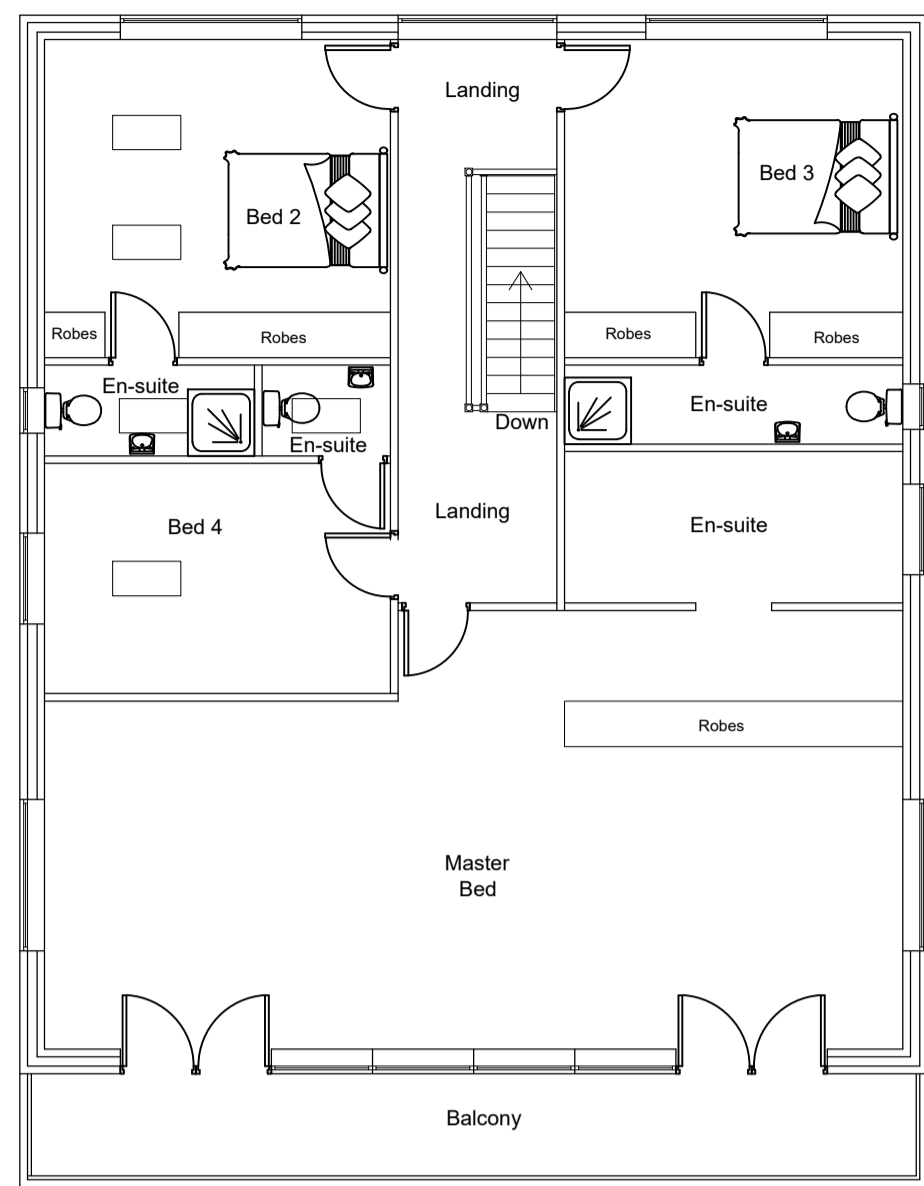 Landing
Bed 2
Bed 3
Robes
Robes
Robes
Robes
En-suite
En-suite
En-suite
Down
Landing
Bed 4
En-suite
Robes
Master
Bed
Balcony